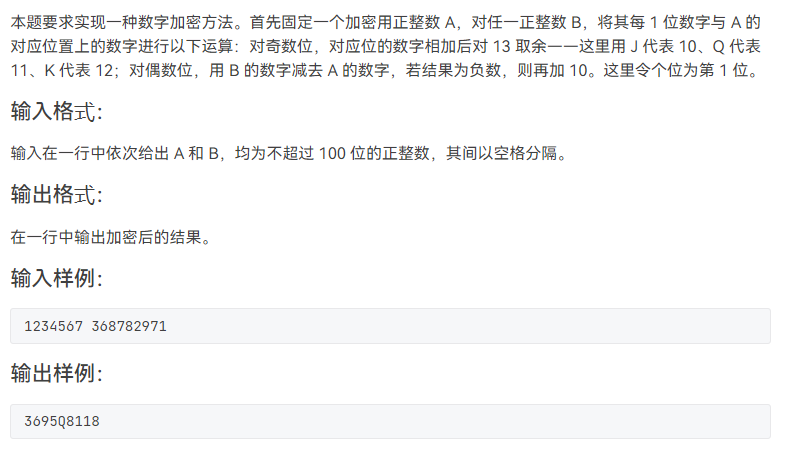 本题要求实现一种数字加密方法。首先固定一个加密用正整数 A，对任一正整数 B，将其每 1 位数字与 A 的
对应位置上的数字进行以下运算：对奇数位，对应位的数字相加后对 13 取余——这里用 J 代表 10、Q 代表
11、K 代表 12；对偶数位，用 B 的数字减去 A 的数字，若结果为负数，则再加 10。这里令个位为第 1 位。
输入格式：
输入在一行中依次给出 A 和 B，均为不超过 100 位的正整数，其间以空格分隔。
输出格式：
在一行中输出加密后的结果。
输入样例：
1234567 368782971
输出样例：
3695Q8118